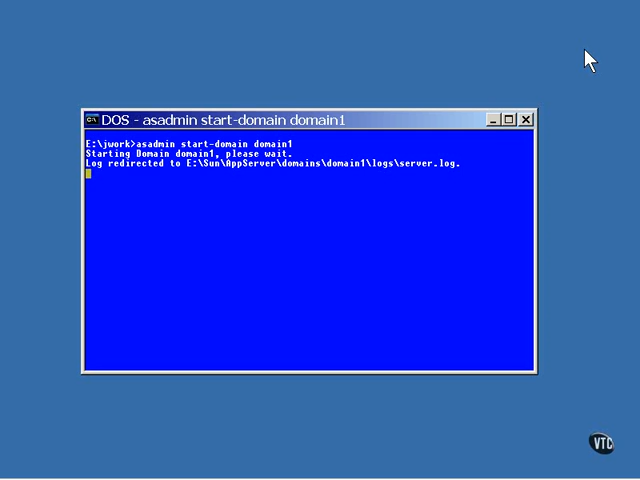 DOS - asadmin start-domain domain1
E:\jwork>asadmin start-domain domain1
Starting Domain domain1, please wait.
Log redirected to E:\Sun\AppServer\domains\domain1\logs\server.log.
VTC